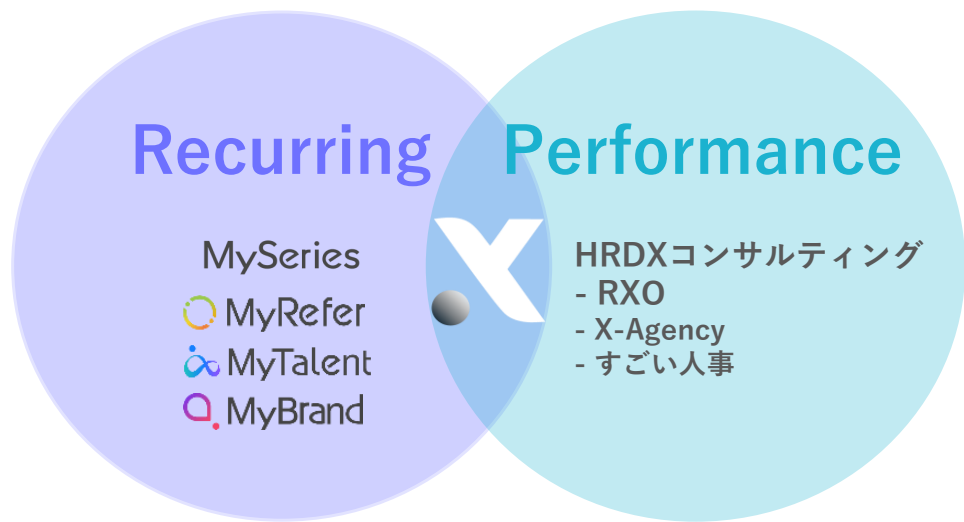 Recurring
Performance
MySeries
MyRefer
MyTalent
MyBrand
X
HRDXコンサルティング
- RXO
- X-Agency
- すごい人事